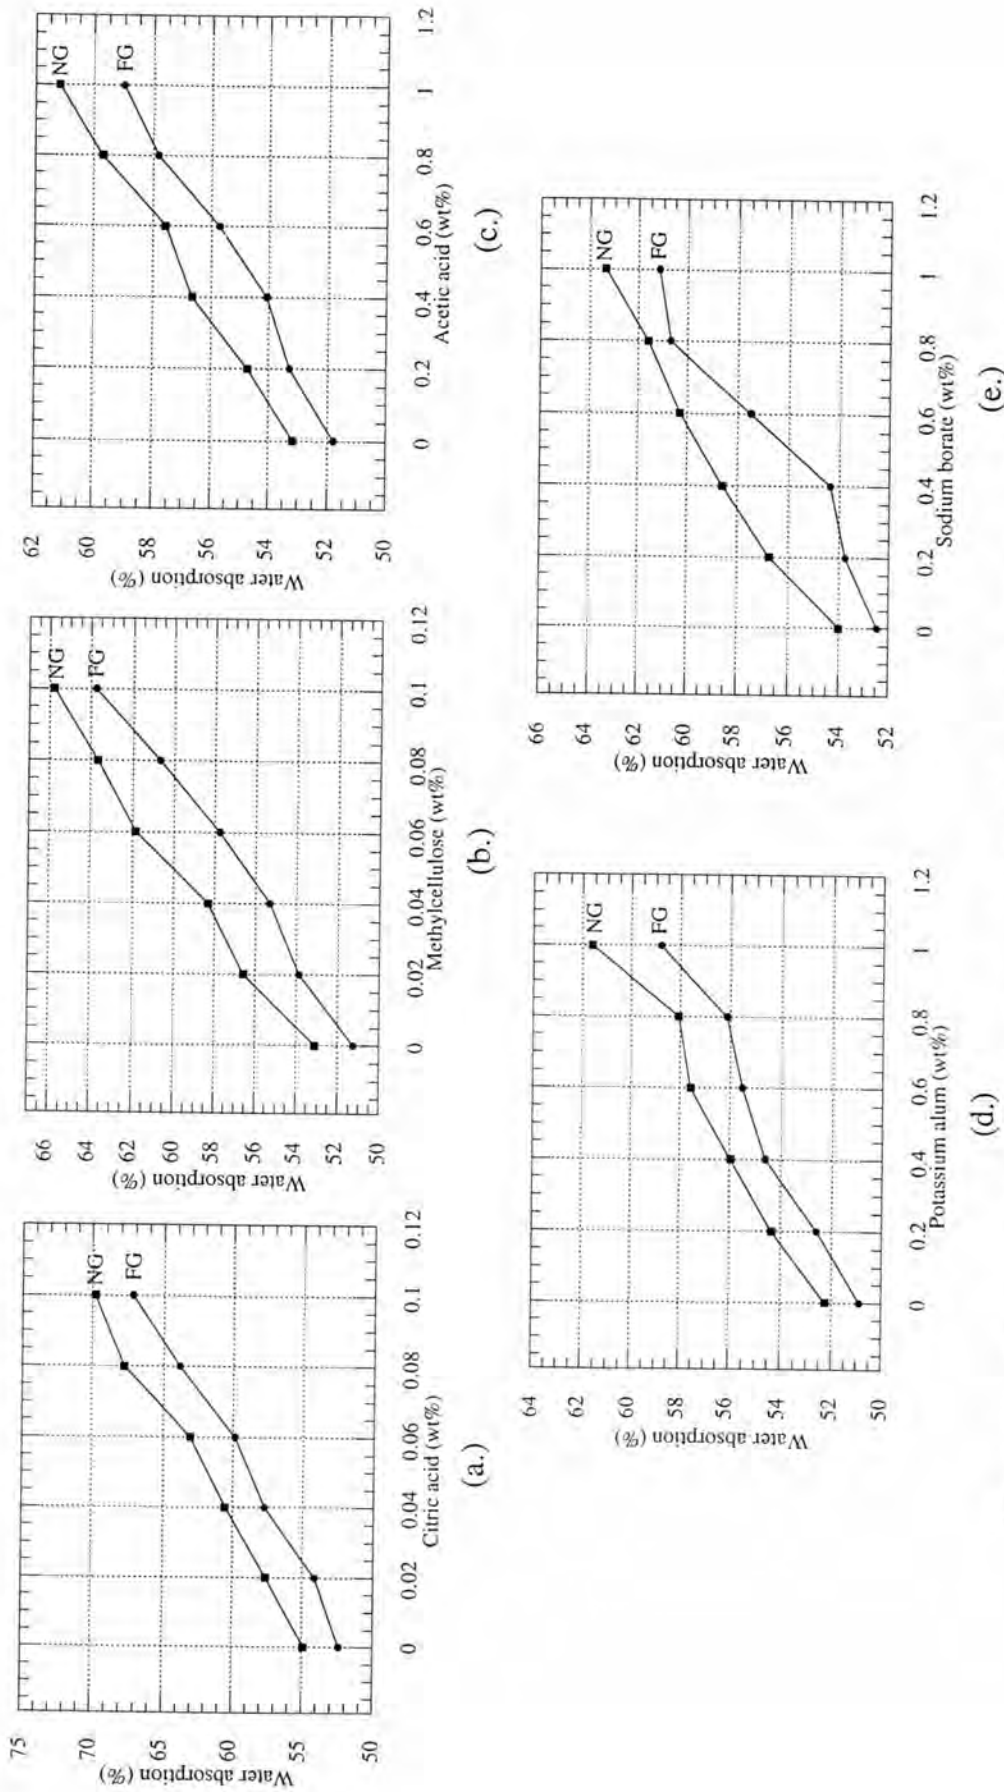 75
70
65
60
55
50
Water absorption (%)
NG
FG
0
0.02
0.04
0.06
0.08
0.1
0.12
Citric acid (wt%)
(a.)
66
64
62
60
58
56
54
52
50
Water absorption (%)
NG
FG
0
0.02
0.04
0.06
0.08
0.1
0.12
Methylcellulose (wt%)
(b.)
62
60
58
56
54
52
50
Water absorption (%)
NG
FG
0
0.2
0.4
0.6
0.8
1
1.2
Acetic acid (wt%)
(c.)
64
62
60
58
56
54
52
50
Water absorption (%)
NG
FG
0
0.2
0.4
0.6
0.8
1
1.2
Potassium alum (wt%)
(d.)
66
64
62
60
58
56
54
52
Water absorption (%)
NG
FG
0
0.2
0.4
0.6
0.8
1
1.2
Sodium borate (wt%)
(e.)